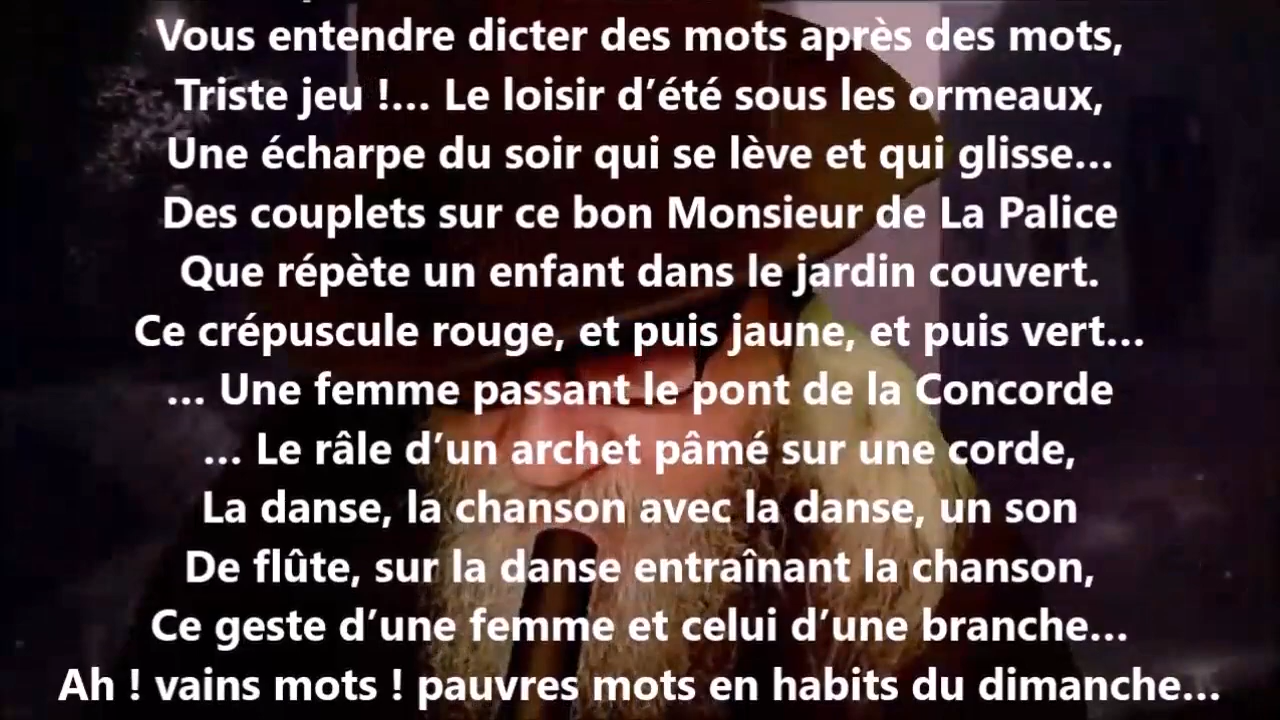 Vous entendre dicter des mots après des mots,
Triste jeu !… Le loisir d’été sous les ormeaux,
Une écharpe du soir qui se lève et qui glisse…
Des couplets sur ce bon Monsieur de La Palice
Que répète un enfant dans le jardin couvert.
Ce crépuscule rouge, et puis jaune, et puis vert…
… Une femme passant le pont de la Concorde
… Le râle d’un archet pâmé sur une corde,
La danse, la chanson avec la danse, un son
De flûte, sur la danse entraînant la chanson,
Ce geste d’une femme et celui d’une branche…
Ah ! vains mots ! pauvres mots en habits du dimanche…